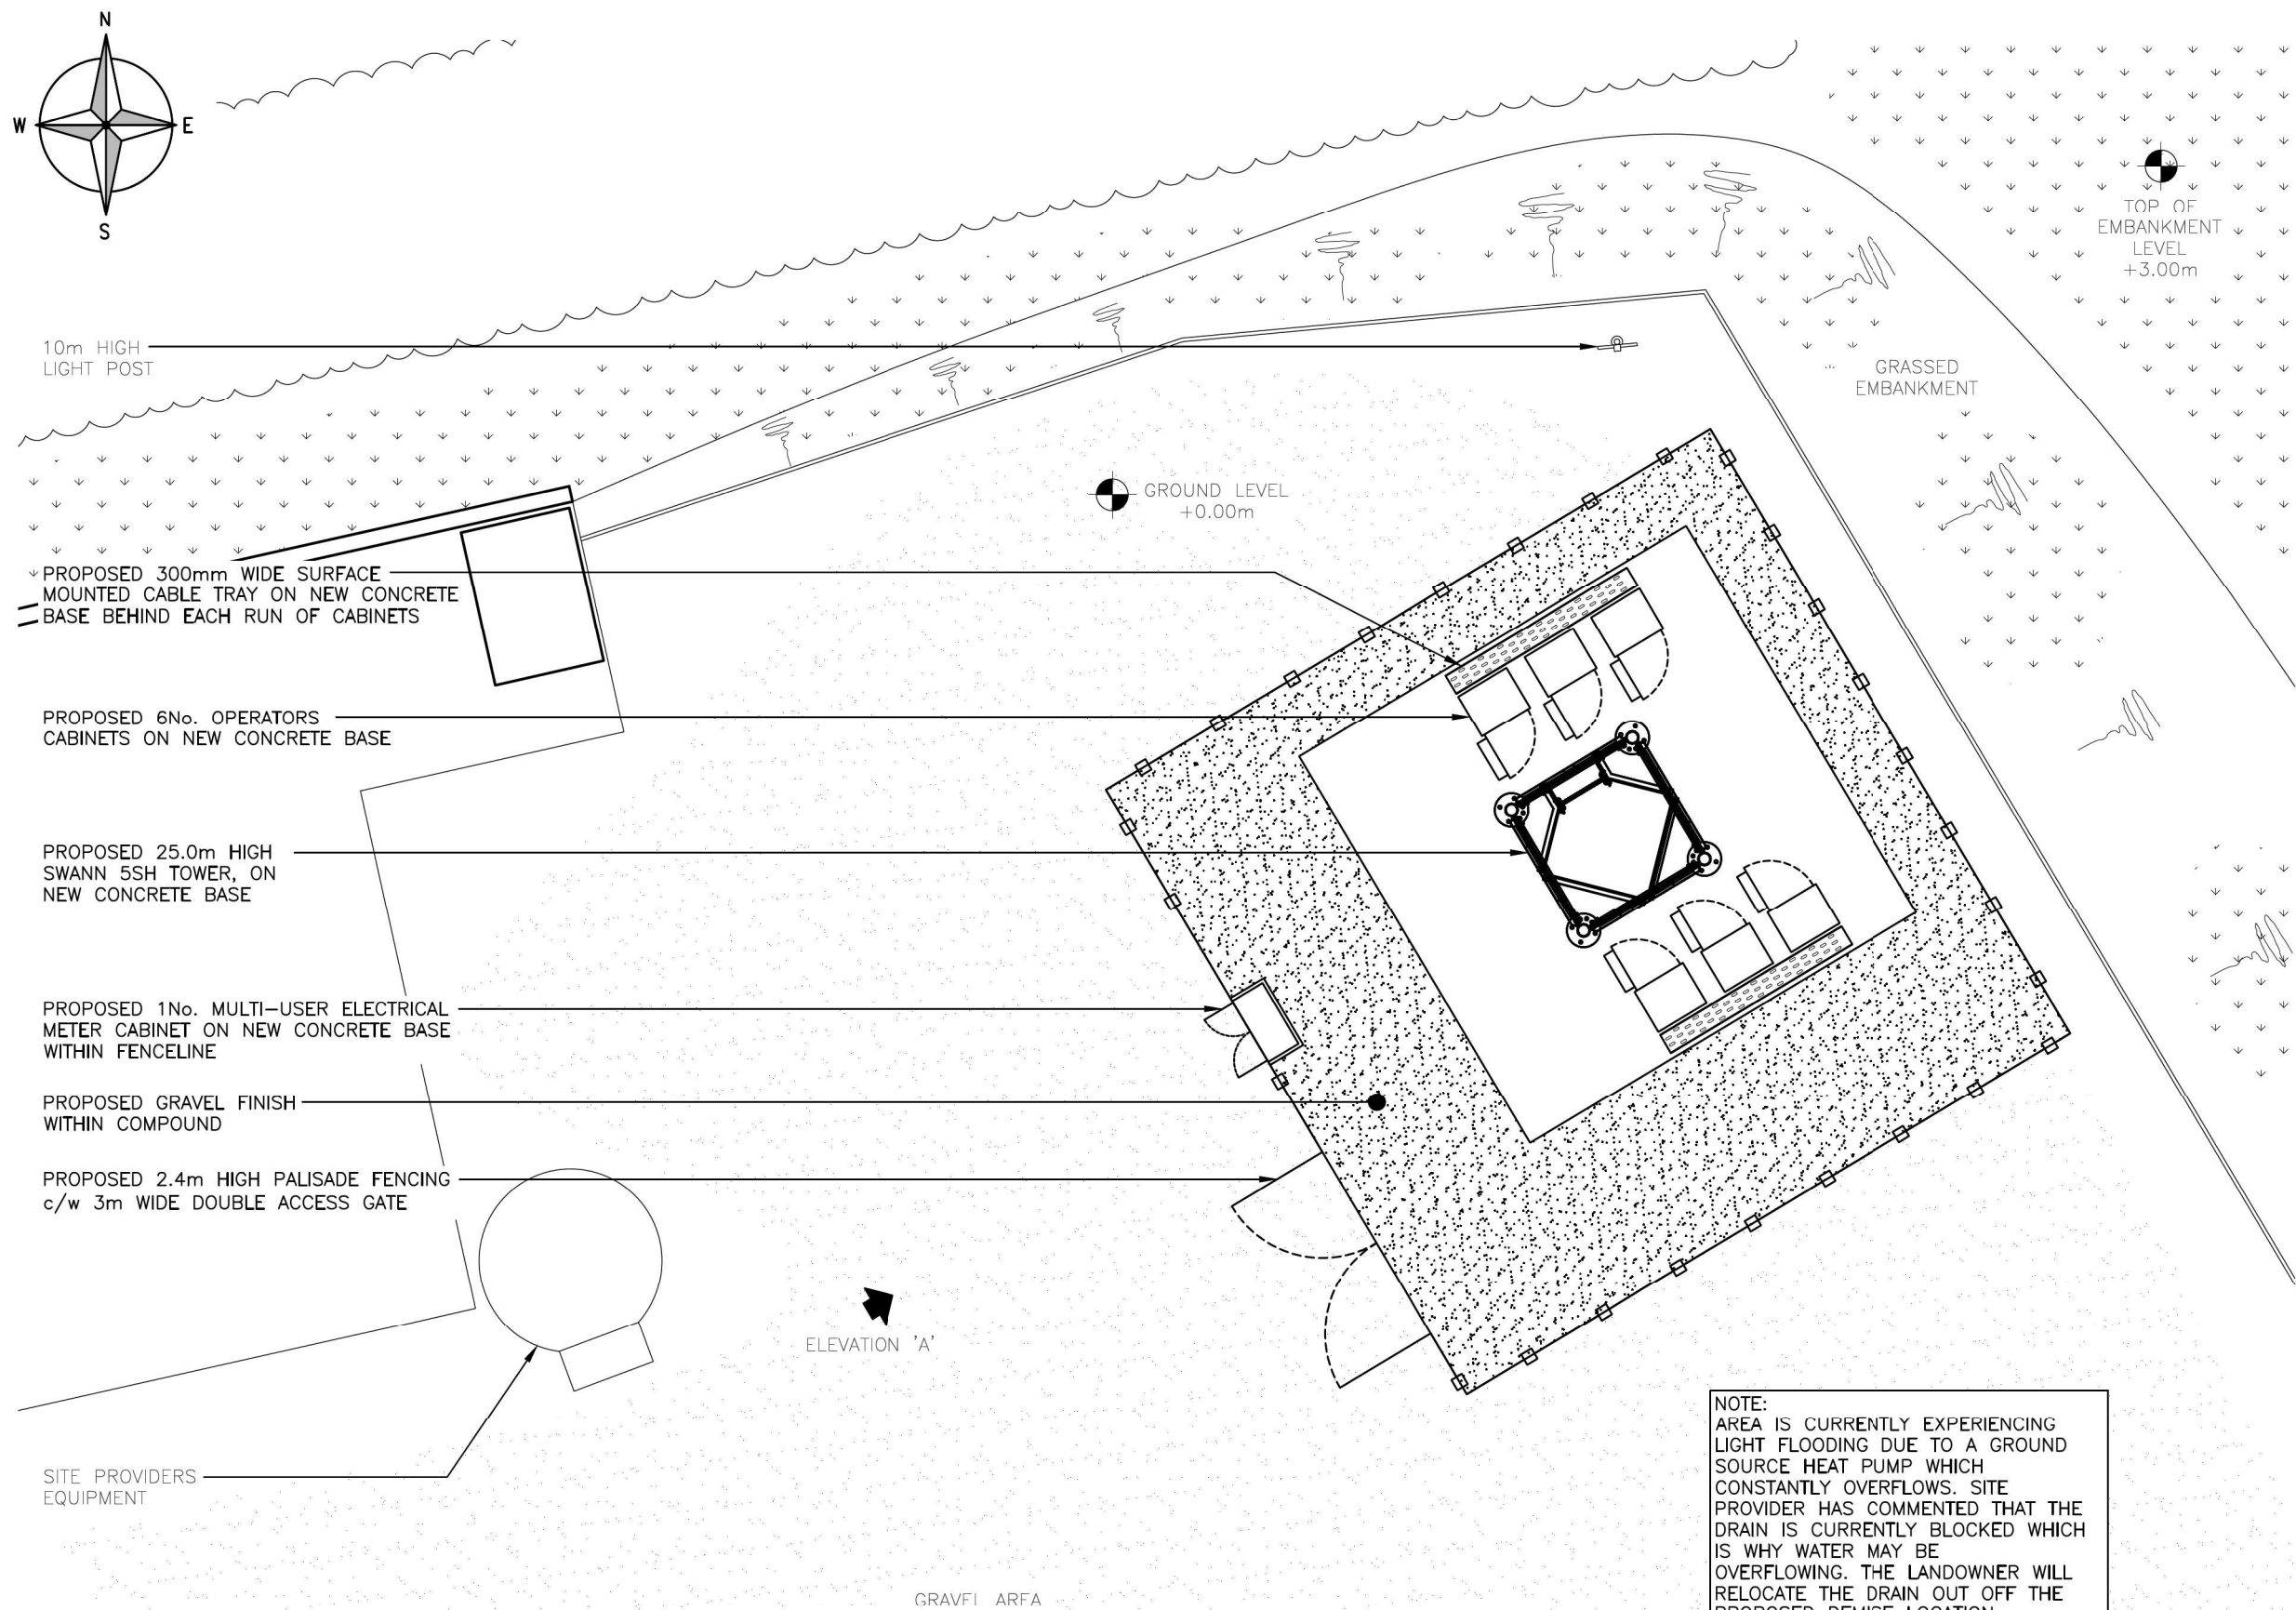 N
W E
S
TOP OF
EMBANKMENT
LEVEL
+3.00m
10m HIGH
LIGHT POST
GRASSED
EMBANKMENT
GROUND LEVEL
+0.00m
PROPOSED 300mm WIDE SURFACE
MOUNTED CABLE TRAY ON NEW CONCRETE
BASE BEHIND EACH RUN OF CABINETS
PROPOSED 6No. OPERATORS
CABINETS ON NEW CONCRETE BASE
PROPOSED 25.0m HIGH
SWANN 5SH TOWER, ON
NEW CONCRETE BASE
PROPOSED 1No. MULTI-USER ELECTRICAL
METER CABINET ON NEW CONCRETE BASE
WITHIN FENCELINE
PROPOSED GRAVEL FINISH
WITHIN COMPOUND
PROPOSED 2.4m HIGH PALISADE FENCING
c/w 3m WIDE DOUBLE ACCESS GATE
ELEVATION 'A'
SITE PROVIDERS
EQUIPMENT
GRAVEL AREA
NOTE:
AREA IS CURRENTLY EXPERIENCING
LIGHT FLOODING DUE TO A GROUND
SOURCE HEAT PUMP WHICH
CONSTANTLY OVERFLOWS. SITE
PROVIDER HAS COMMENTED THAT THE
DRAIN IS CURRENTLY BLOCKED WHICH
IS WHY WATER MAY BE
OVERFLOWING. THE LANDOWNER WILL
RELOCATE THE DRAIN OUT OFF THE
PROPOSED DEMISE LOCATION